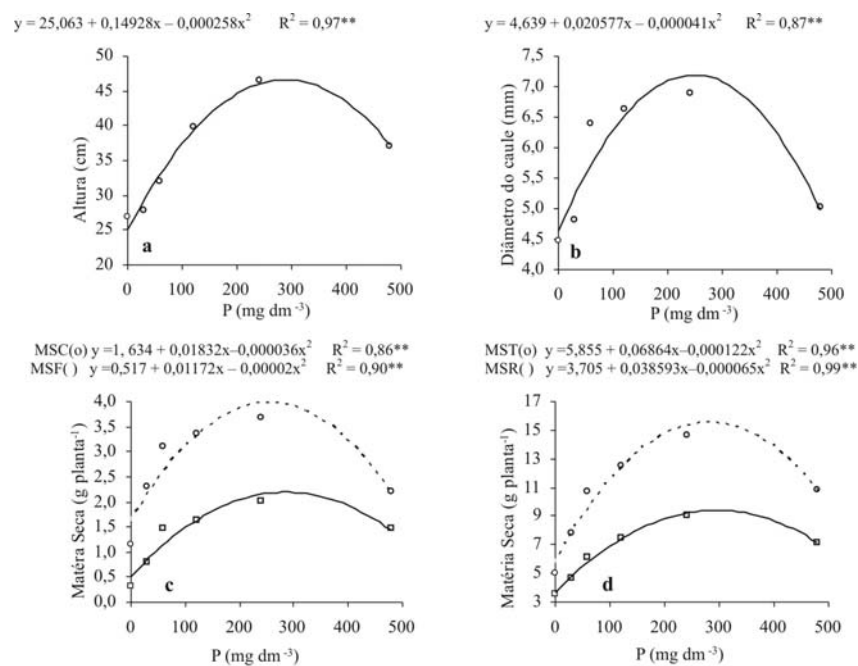 y = 25,063 + 0,14928x – 0,000258x² R² = 0,97**
50
45
40
35
30
25
20
Altura (cm)
a
0 100 200 300 400 500
P (mg dm⁻³)
y = 4,639 + 0,020577x – 0,000041x² R² = 0,87**
7,5
7,0
6,5
6,0
5,5
5,0
4,5
4,0
Diâmetro do caule (mm)
b
0 100 200 300 400 500
P (mg dm⁻³)
MSC(o) y =1, 634 + 0,01832x–0,000036x² R² = 0,86**
MSF( ) y =0,517 + 0,01172x – 0,00002x² R² = 0,90**
4,0
3,5
3,0
2,5
2,0
1,5
1,0
0,5
0,0
Matéra Seca (g planta⁻¹)
c
0 100 200 300 400 500
P (mg dm⁻³)
MST(o) y =5,855 + 0,06864x–0,000122x² R² = 0,96**
MSR( ) y =3,705 + 0,038593x–0,000065x² R² = 0,99**
17
15
13
11
9
7
5
3
Matéria Seca (g planta⁻¹)
d
0 100 200 300 400 500
P (mg dm⁻³)